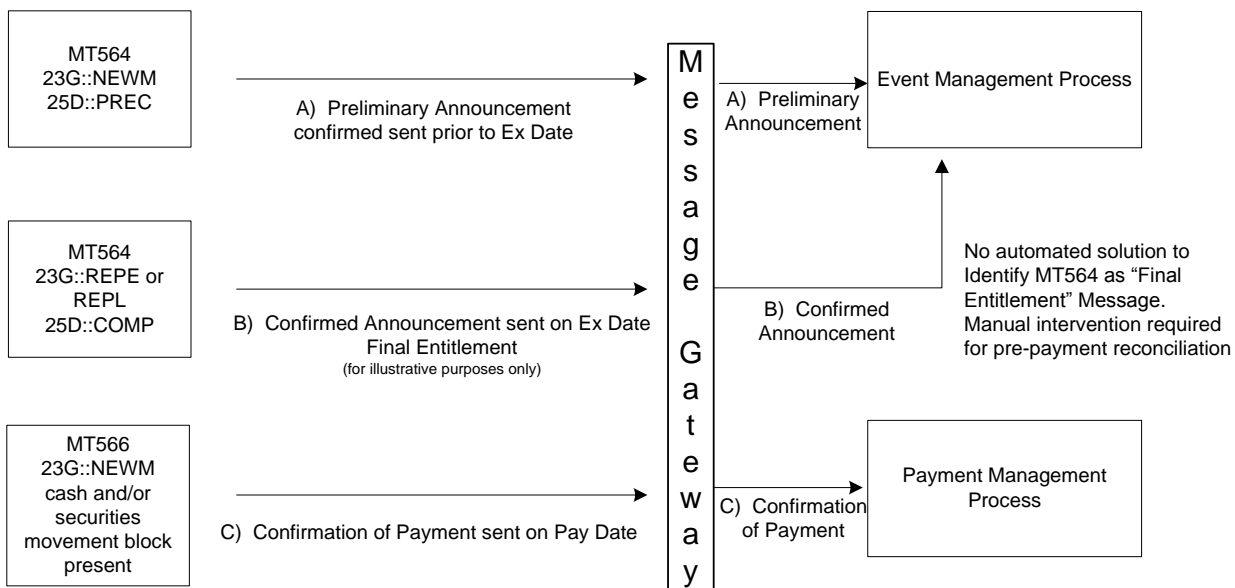 MT564
23G::NEWM
25D::PREC
A) Preliminary Announcement
confirmed sent prior to Ex Date
Message Gateway
A) Preliminary
Announcement
Event Management Process
MT564
23G::REPE or
REPL
25D::COMP
B) Confirmed Announcement sent on Ex Date
Final Entitlement
(for illustrative purposes only)
B) Confirmed
Announcement
No automated solution to
Identify MT564 as “Final
Entitlement” Message.
Manual intervention required
for pre-payment reconciliation
MT566
23G::NEWM
cash and/or
securities
movement block
present
C) Confirmation of Payment sent on Pay Date
C) Confirmation
of Payment
Payment Management
Process